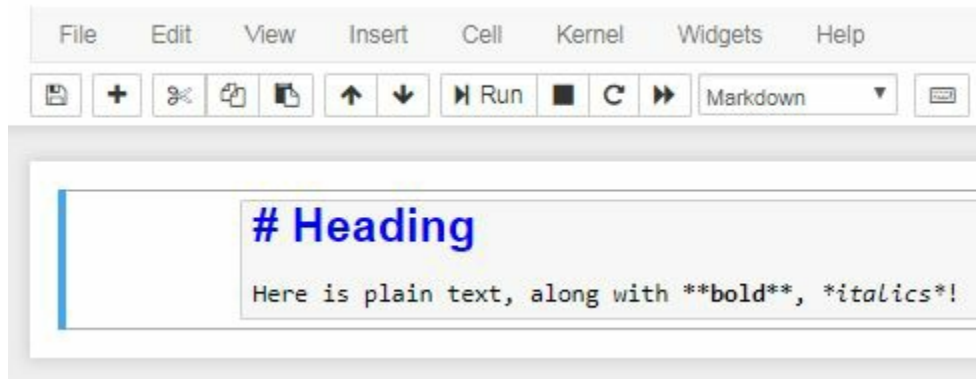 File Edit View Insert Cell Kernel Widgets Help
Run Markdown
# Heading
Here is plain text, along with **bold**, *italics*!